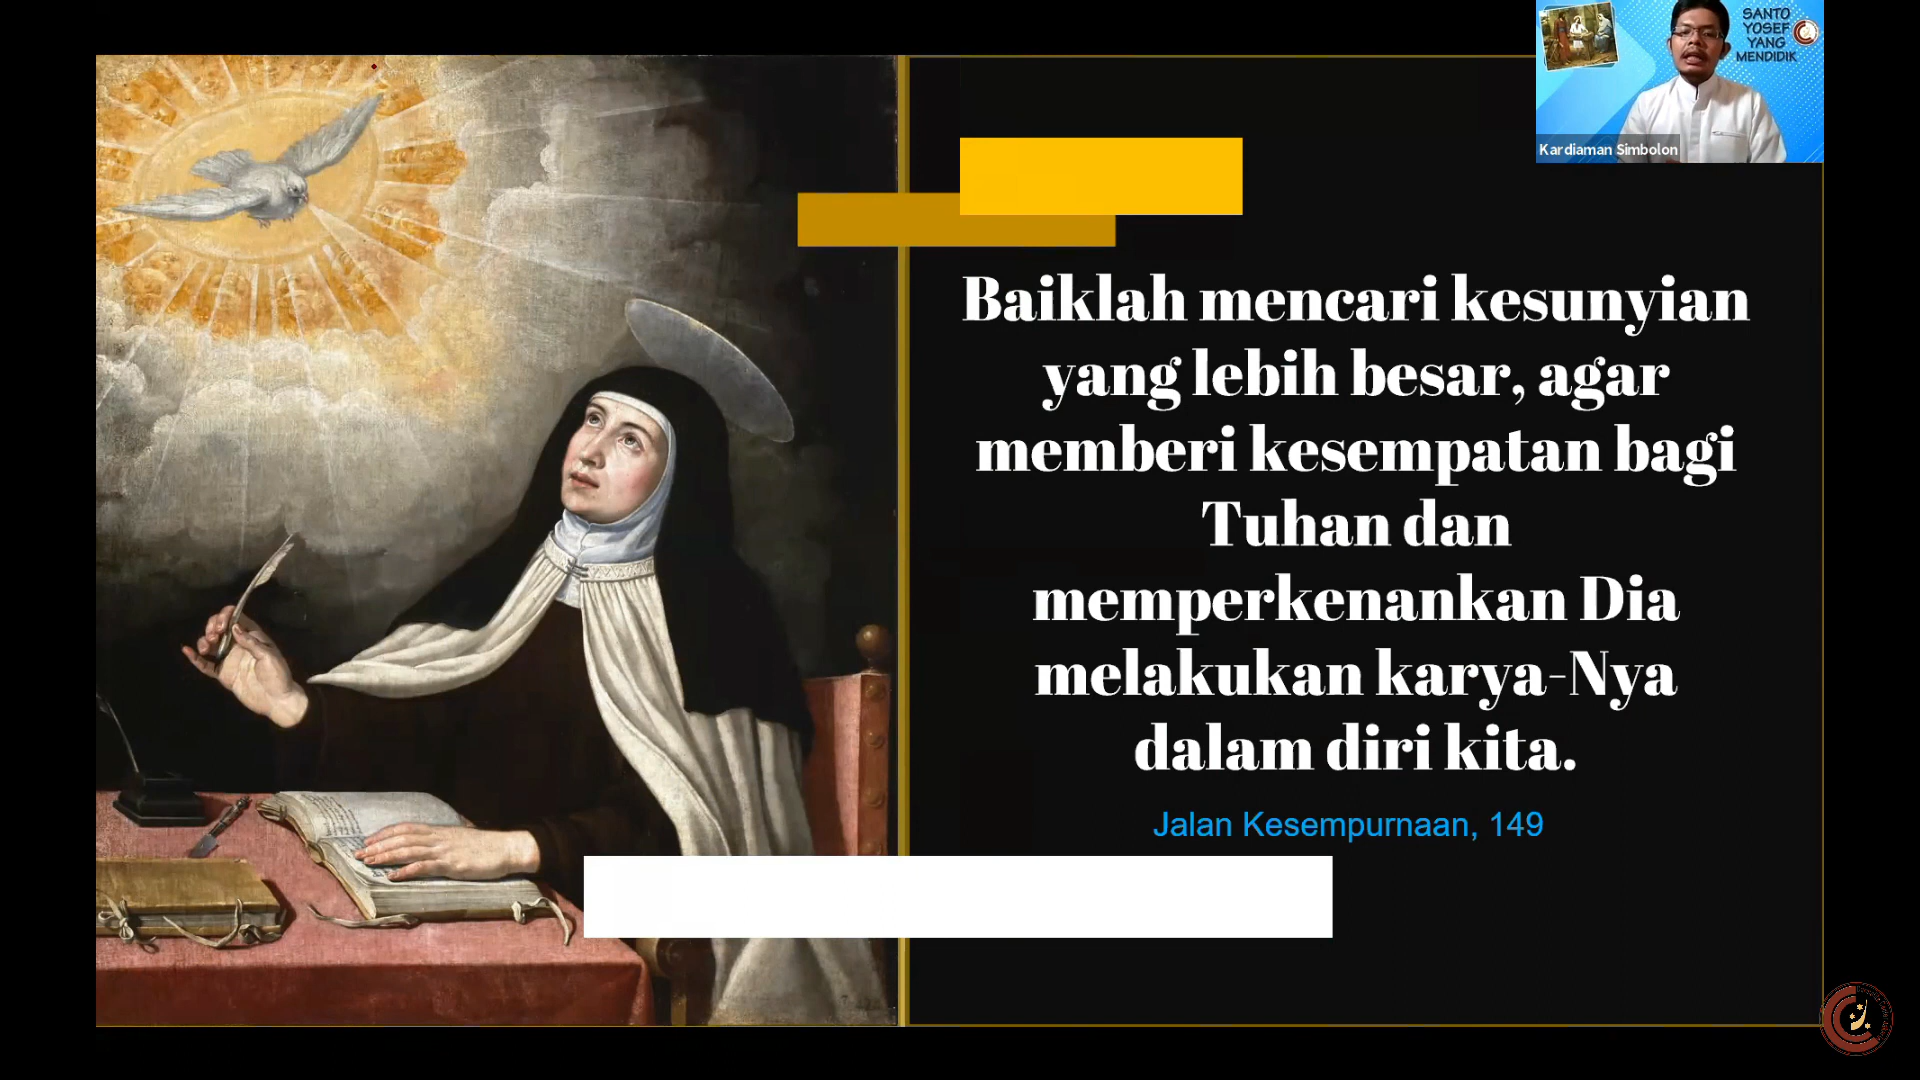 SANTO
YOSEF
YANG
MENDIDIK
Kardiaman Simbolon
Baiklah mencari kesunyian
yang lebih besar, agar
memberi kesempatan bagi
Tuhan dan
memperkenankan Dia
melakukan karya-Nya
dalam diri kita.
Jalan Kesempurnaan, 149